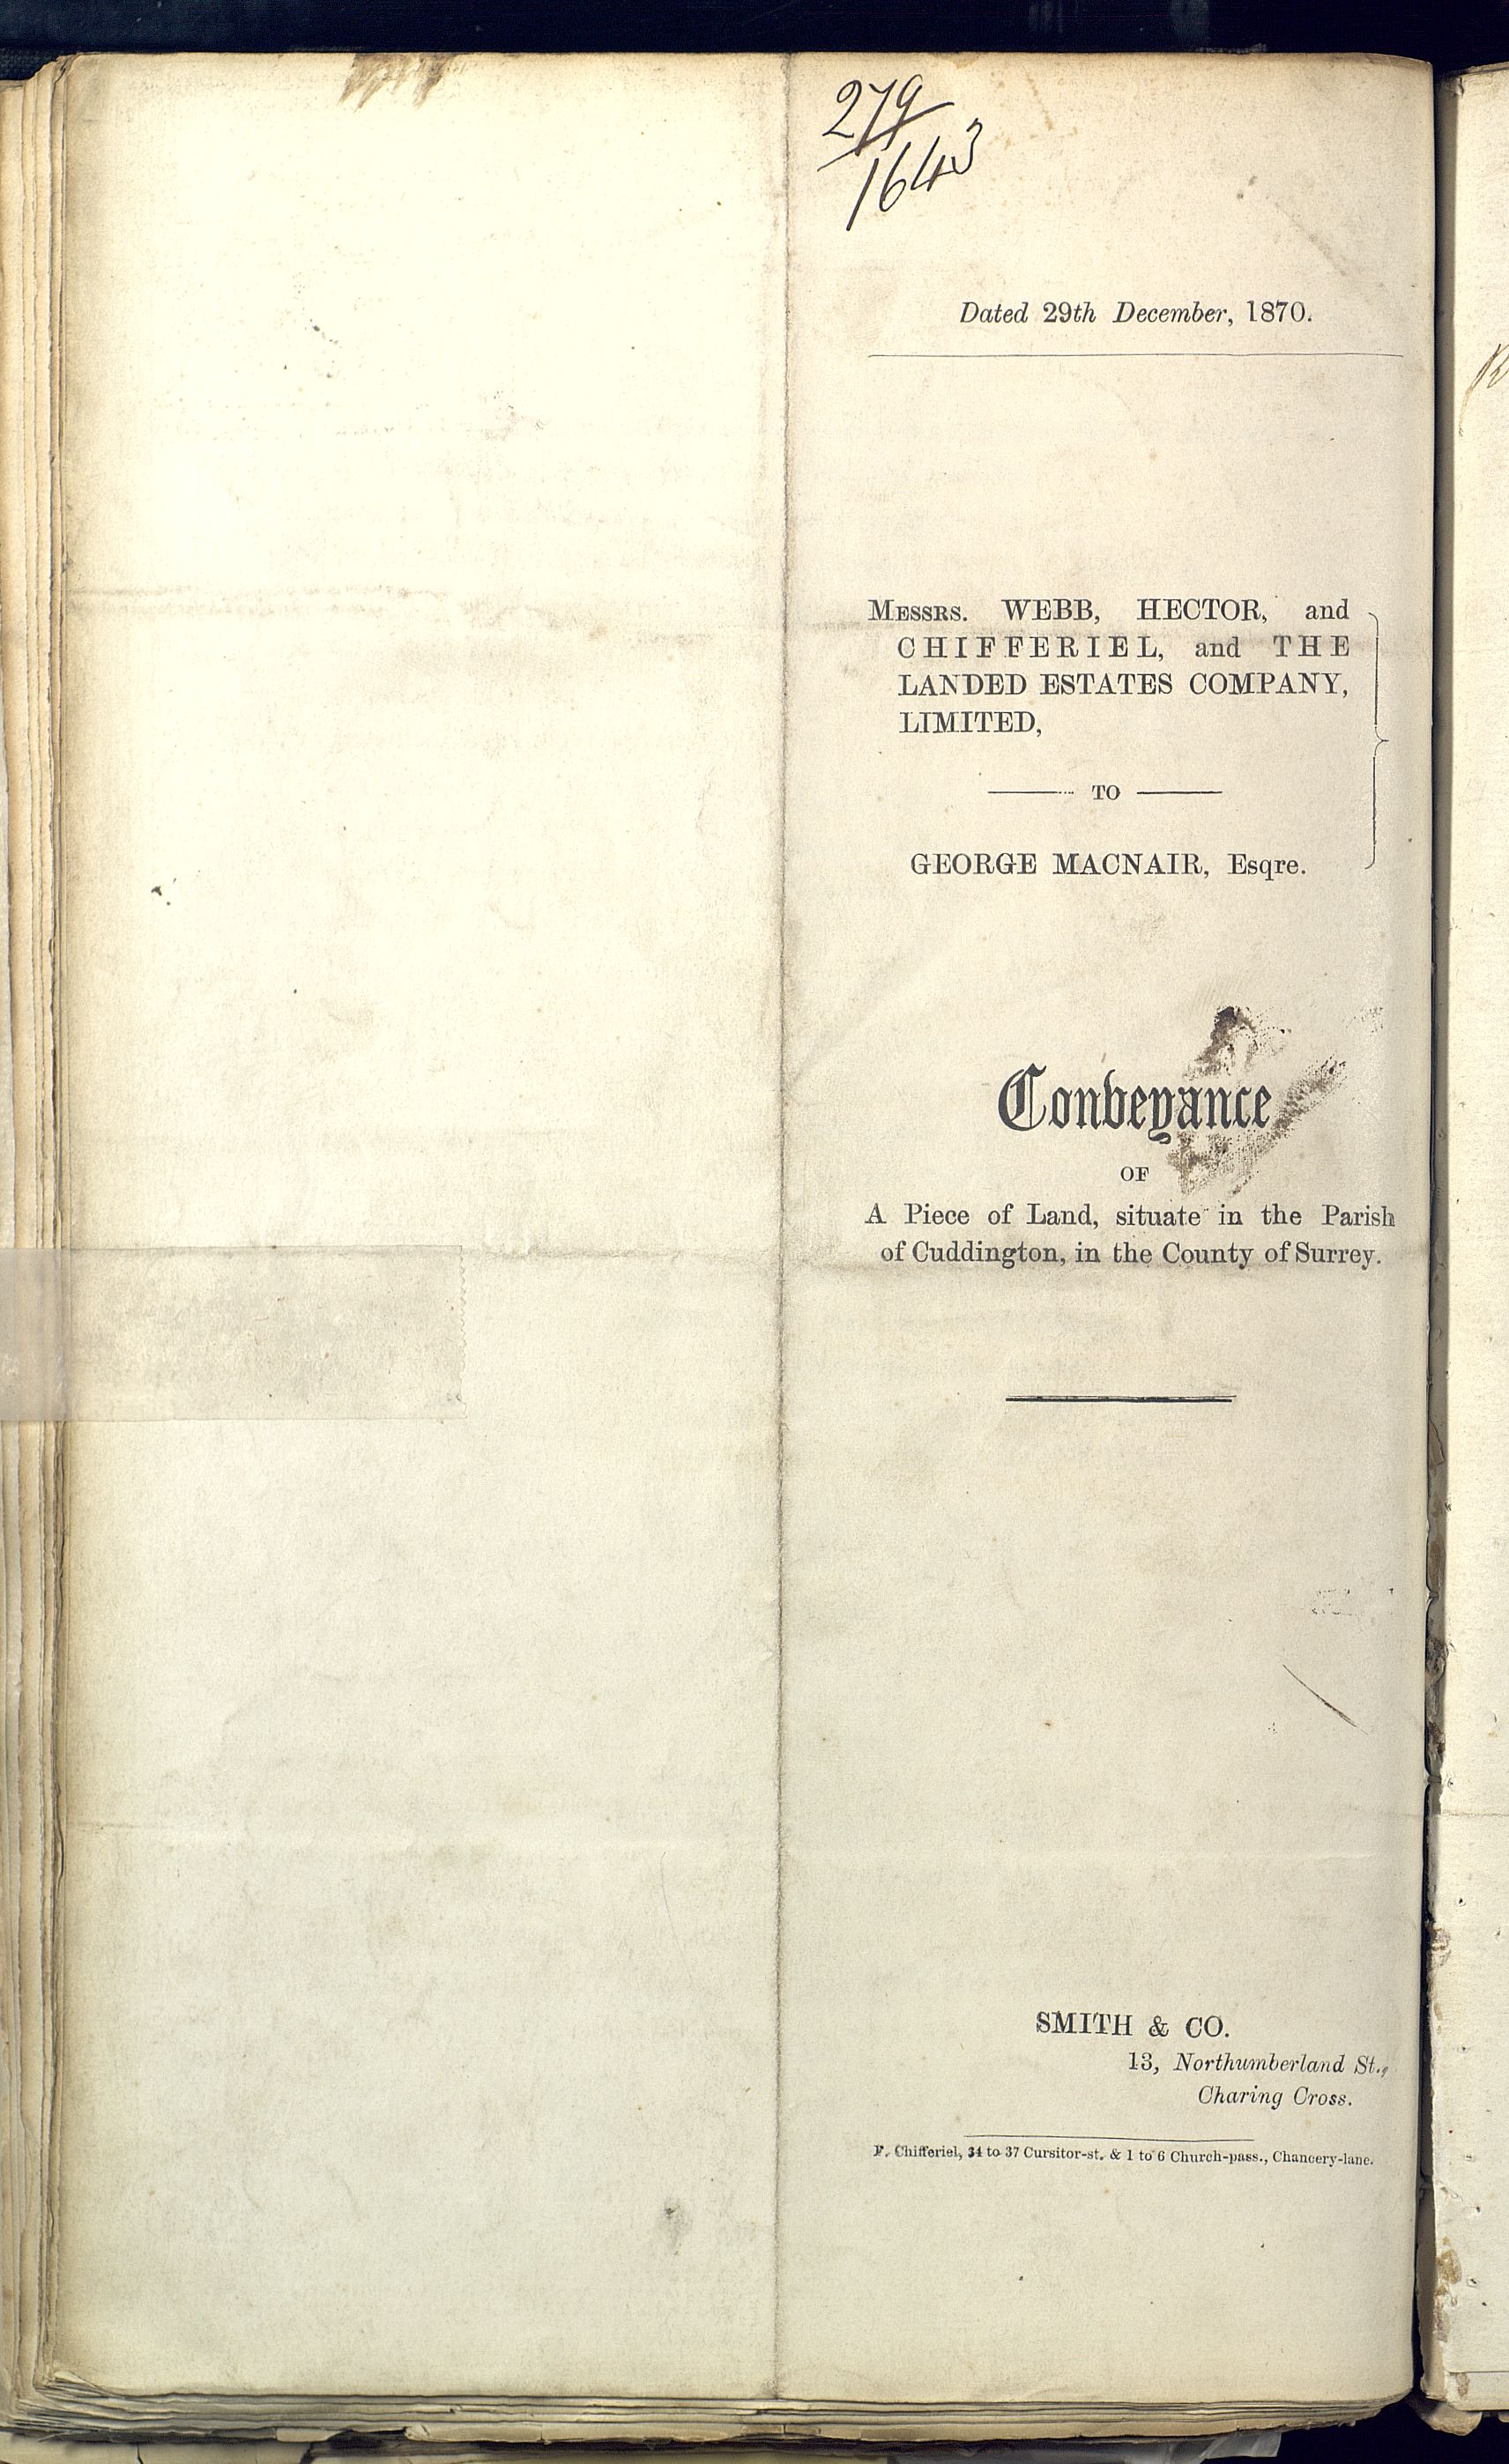 279
1643
Dated 29th December, 1870.
MESSRS. WEBB, HECTOR, and
CHIFFERIEL, and THE
LANDED ESTATES COMPANY,
LIMITED,
TO
GEORGE MACNAIR, Esqre.
Conveyance
OF
A Piece of Land, situate in the Parish
of Cuddington, in the County of Surrey.
SMITH & CO.
13, Northumberland St.,
Charing Cross.
F. Chifferiel, 34 to 37 Cursitor-st. & 1 to 6 Church-pass., Chancery-lane.